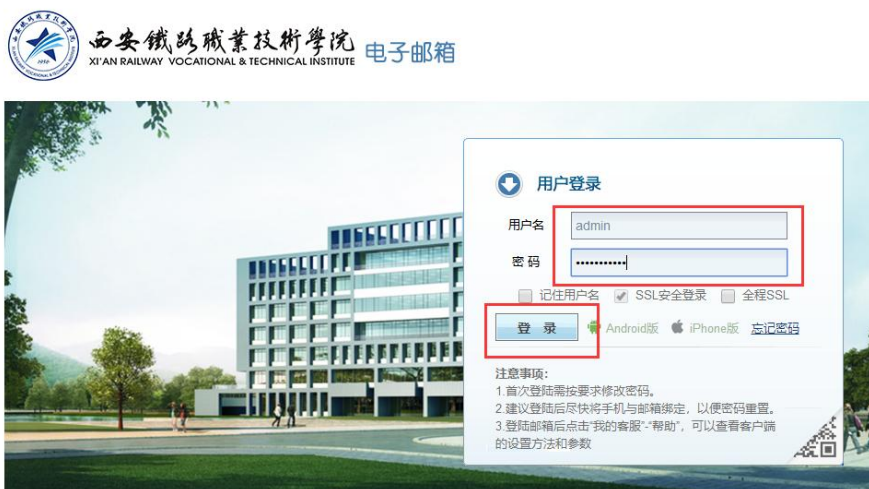 西安鐵路職業技術學院
XI'AN RAILWAY VOCATIONAL & TECHNICAL INSTITUTE
电子邮箱
用户登录
用户名 admin
密 码 •••••••••••
记住用户名 SSL安全登录 全程SSL
登 录 Android版 iPhone版 忘记密码
注意事项:
1.首次登陆需按要求修改密码。
2.建议登陆后尽快将手机与邮箱绑定，以便密码重置。
3.登陆邮箱后点击“我的客服”-“帮助”，可以查看客户端
的设置方法和参数